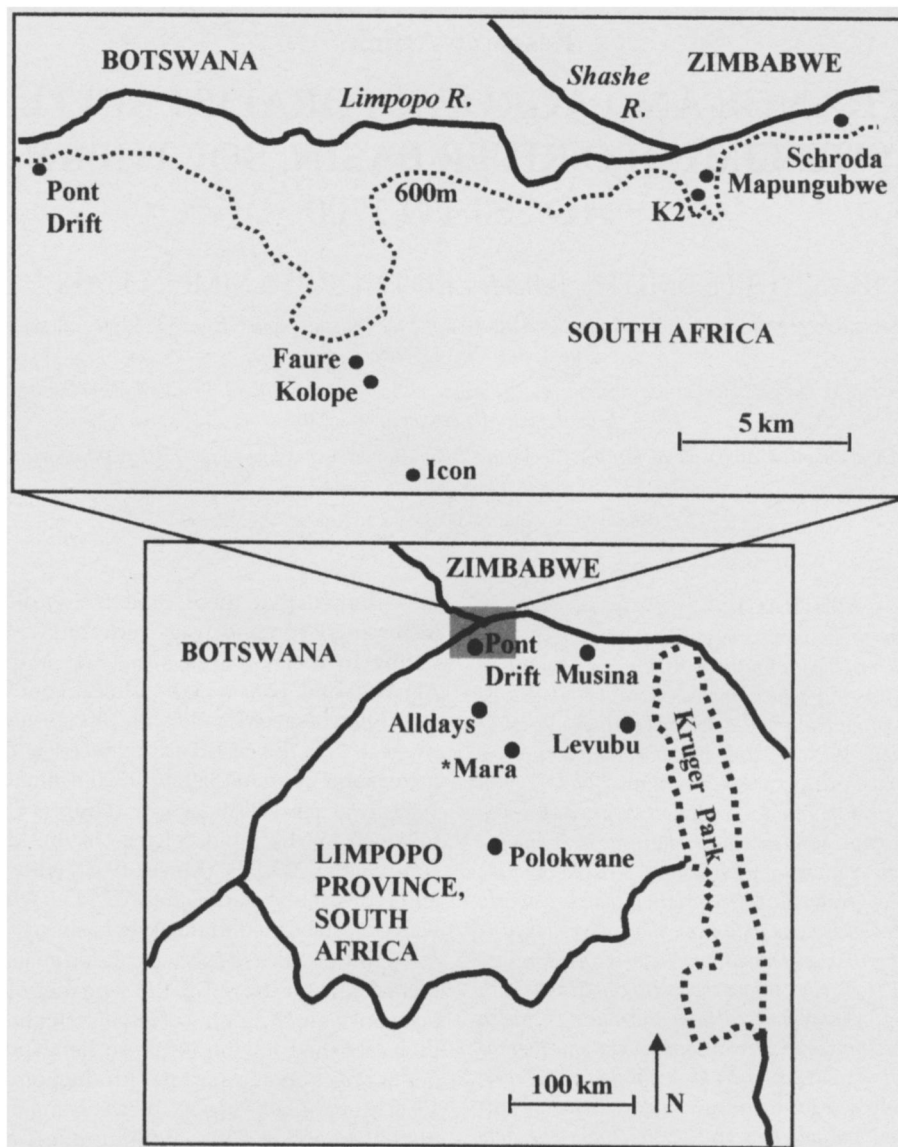 BOTSWANA
Limpopo R.
Shashe
R.
ZIMBABWE
Schroda
Mapungubwe
K2
Pont
Drift
600m
SOUTH AFRICA
Faure
Kolope
5 km
Icon
ZIMBABWE
BOTSWANA
Pont
Drift
Musina
Alldays
Levubu
*Mara
Kruger Park
Polokwane
LIMPOPO
PROVINCE,
SOUTH
AFRICA
100 km
N